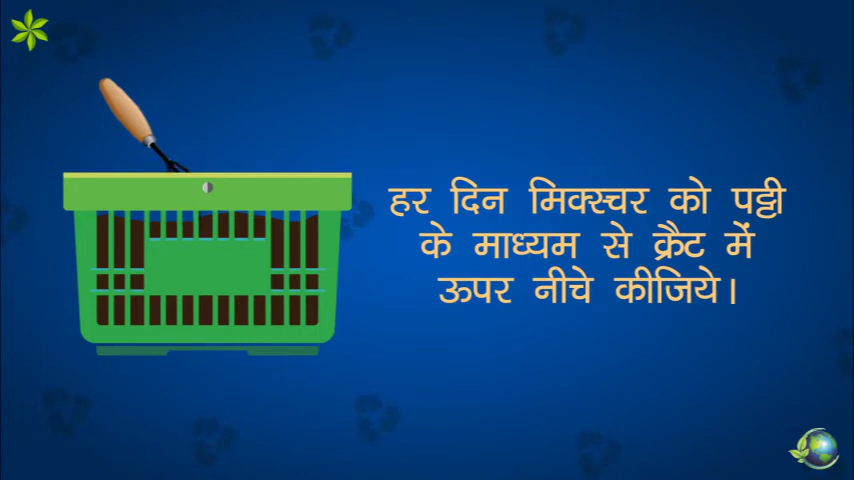 हर दिन मिक्स्चर को पट्टी
के माध्यम से क्रैट में
ऊपर नीचे कीजिये।